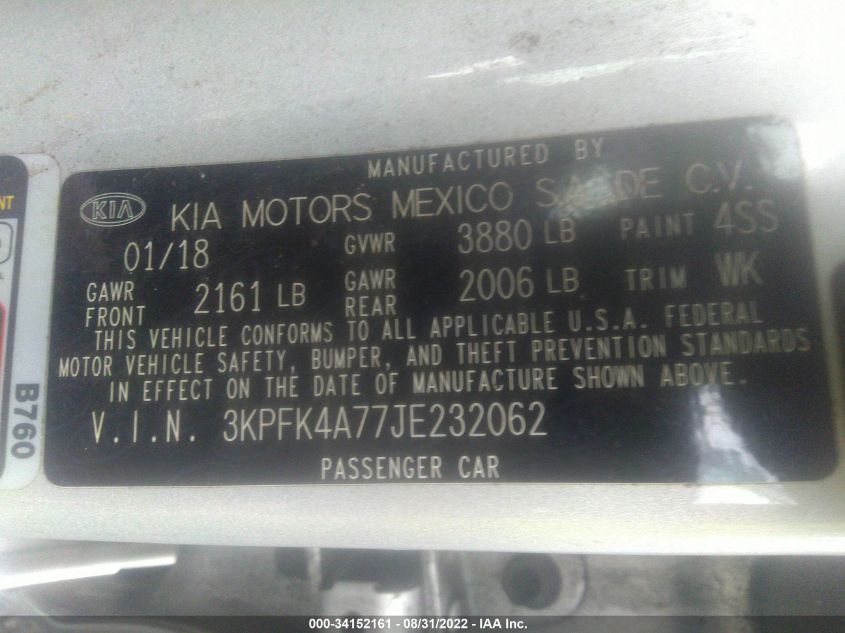 MANUFACTURED BY
KIA KIA MOTORS MEXICO S.A. DE C.V.
01/18 GVWR 3880 LB PAINT 4SS
GAWR FRONT 2161 LB GAWR REAR 2006 LB TRIM WK
THIS VEHICLE CONFORMS TO ALL APPLICABLE U.S.A. FEDERAL
MOTOR VEHICLE SAFETY, BUMPER, AND THEFT PREVENTION STANDARDS
IN EFFECT ON THE DATE OF MANUFACTURE SHOWN ABOVE.
V.I.N. 3KPFK4A77JE232062
PASSENGER CAR
B760
000-34152161 - 08/31/2022 - IAA Inc.